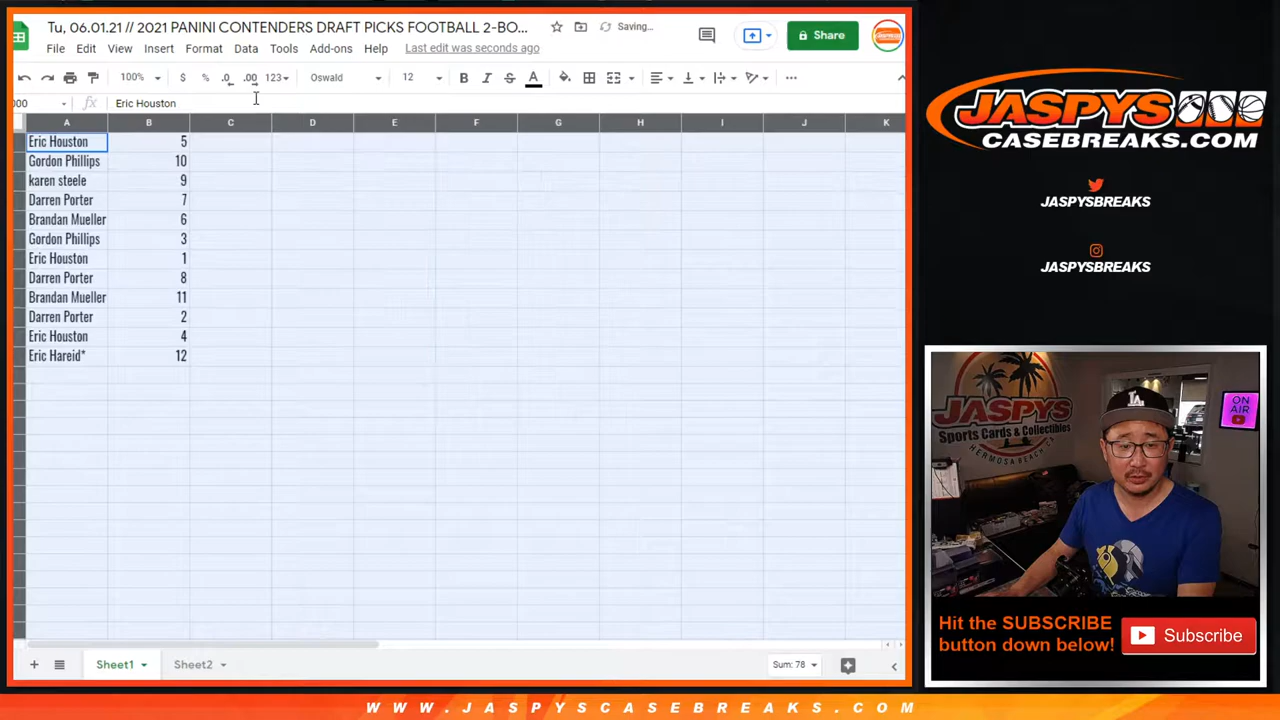 Tu, 06.01.21 // 2021 PANINI CONTENDERS DRAFT PICKS FOOTBALL 2-BO...
Saving...
Share
File Edit View Insert Format Data Tools Add-ons Help Last edit was seconds ago
100% $ % .0 .00 123 Oswald 12 B I S A
000 fx Eric Houston
A B C D E F G H I J K
Eric Houston 5
Gordon Phillips 10
karen steele 9
Darren Porter 7
Brandan Mueller 6
Gordon Phillips 3
Eric Houston 1
Darren Porter 8
Brandan Mueller 11
Darren Porter 2
Eric Houston 4
Eric Hareid* 12
Sheet1 Sheet2 Sum: 78
JASPYS
CASEBREAKS.COM
JASPYSBREAKS
JASPYSBREAKS
JASPYS
Sports Cards & Collectibles
HERMOSA BEACH CA
ON
AIR
LA
Hit the SUBSCRIBE
button down below!
Subscribe
WWW.JASPYSCASEBREAKS.COM